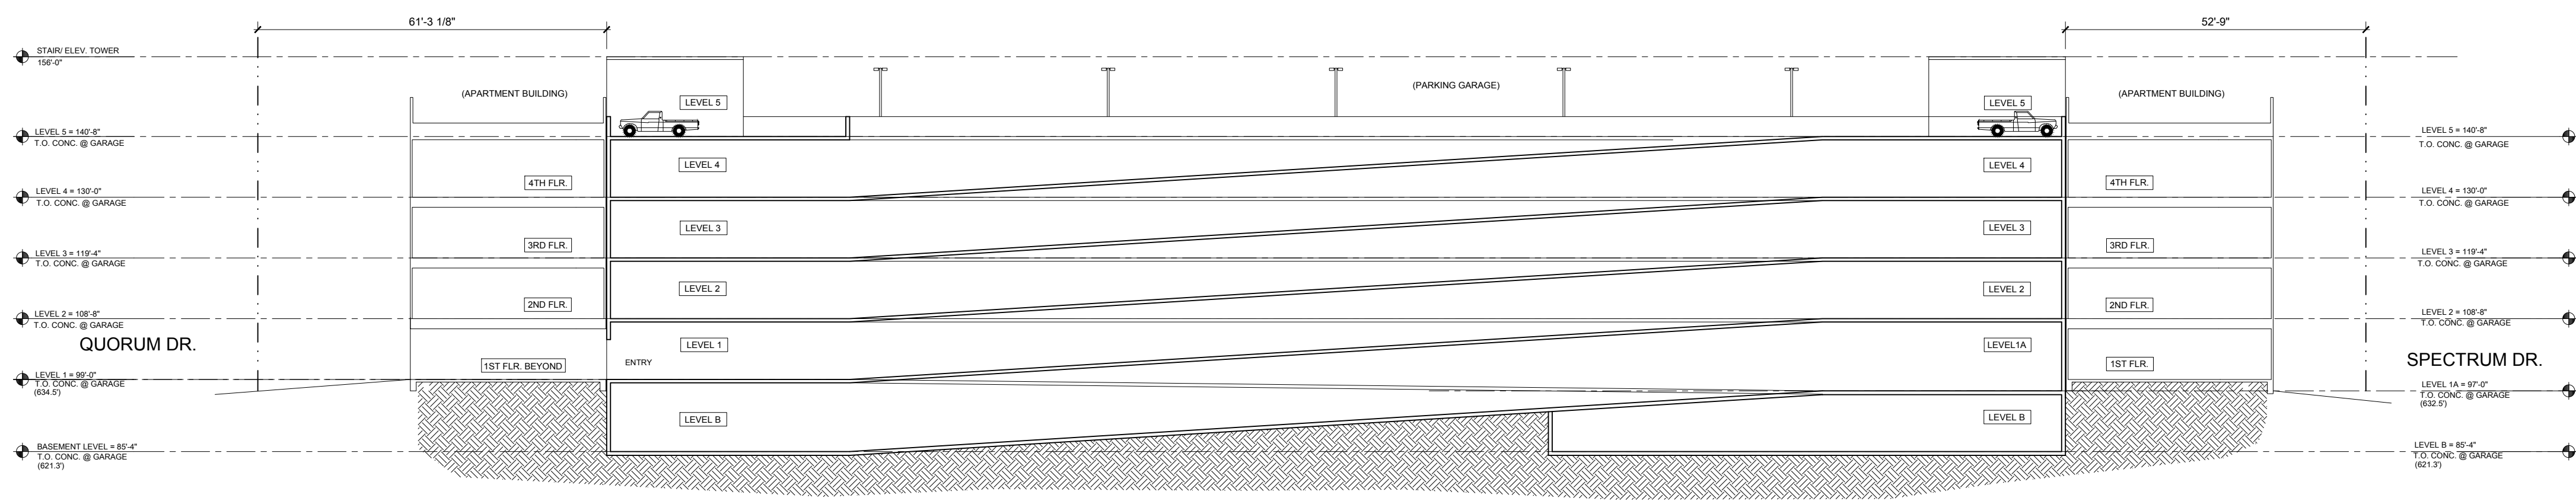 61'-3 1/8"
52'-9"
STAIR/ ELEV. TOWER
156'-0"
(APARTMENT BUILDING)
LEVEL 5
(PARKING GARAGE)
LEVEL 5
(APARTMENT BUILDING)
LEVEL 5 = 140'-8"
T.O. CONC. @ GARAGE
LEVEL 5 = 140'-8"
T.O. CONC. @ GARAGE
LEVEL 4
LEVEL 4
4TH FLR.
4TH FLR.
LEVEL 4 = 130'-0"
T.O. CONC. @ GARAGE
LEVEL 4 = 130'-0"
T.O. CONC. @ GARAGE
LEVEL 3
LEVEL 3
3RD FLR.
3RD FLR.
LEVEL 3 = 119'-4"
T.O. CONC. @ GARAGE
LEVEL 3 = 119'-4"
T.O. CONC. @ GARAGE
LEVEL 2
LEVEL 2
2ND FLR.
2ND FLR.
LEVEL 2 = 108'-8"
T.O. CONC. @ GARAGE
LEVEL 2 = 108'-8"
T.O. CONC. @ GARAGE
QUORUM DR.
LEVEL 1
LEVEL1A
SPECTRUM DR.
1ST FLR. BEYOND
ENTRY
1ST FLR.
LEVEL 1 = 99'-0"
T.O. CONC. @ GARAGE
(634.5')
LEVEL 1A = 97'-0"
T.O. CONC. @ GARAGE
(632.5')
LEVEL B
LEVEL B
BASEMENT LEVEL = 85'-4"
T.O. CONC. @ GARAGE
(621.3')
LEVEL B = 85'-4"
T.O. CONC. @ GARAGE
(621.3')